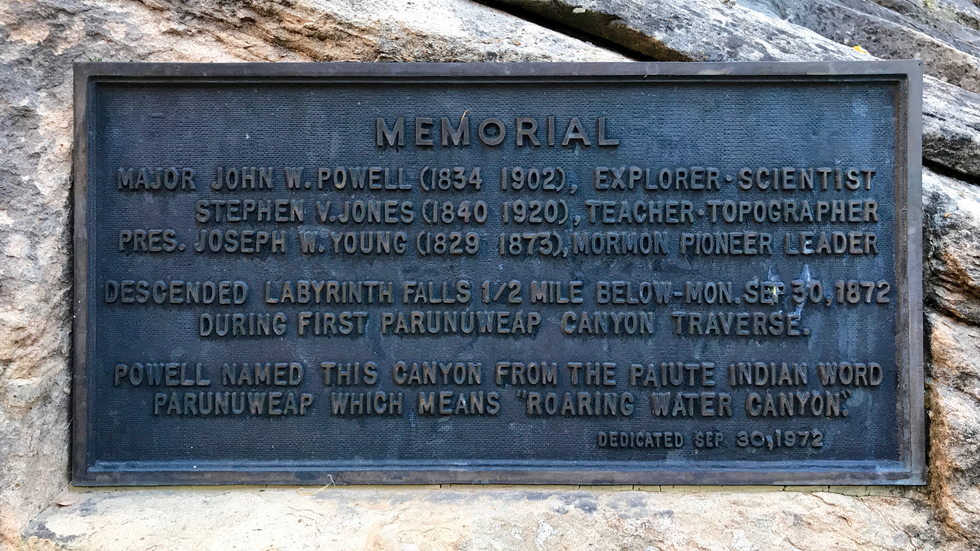 MEMORIAL
MAJOR JOHN W. POWELL (1834 1902), EXPLORER·SCIENTIST
STEPHEN V. JONES (1840 1920), TEACHER·TOPOGRAPHER
PRES. JOSEPH W. YOUNG (1829 1873), MORMON PIONEER LEADER
DESCENDED LABYRINTH FALLS 1/2 MILE BELOW-MON. SEP 30, 1872
DURING FIRST PARUNUWEAP CANYON TRAVERSE.
POWELL NAMED THIS CANYON FROM THE PAIUTE INDIAN WORD
PARUNUWEAP WHICH MEANS "ROARING WATER CANYON".
DEDICATED SEP 30, 1972